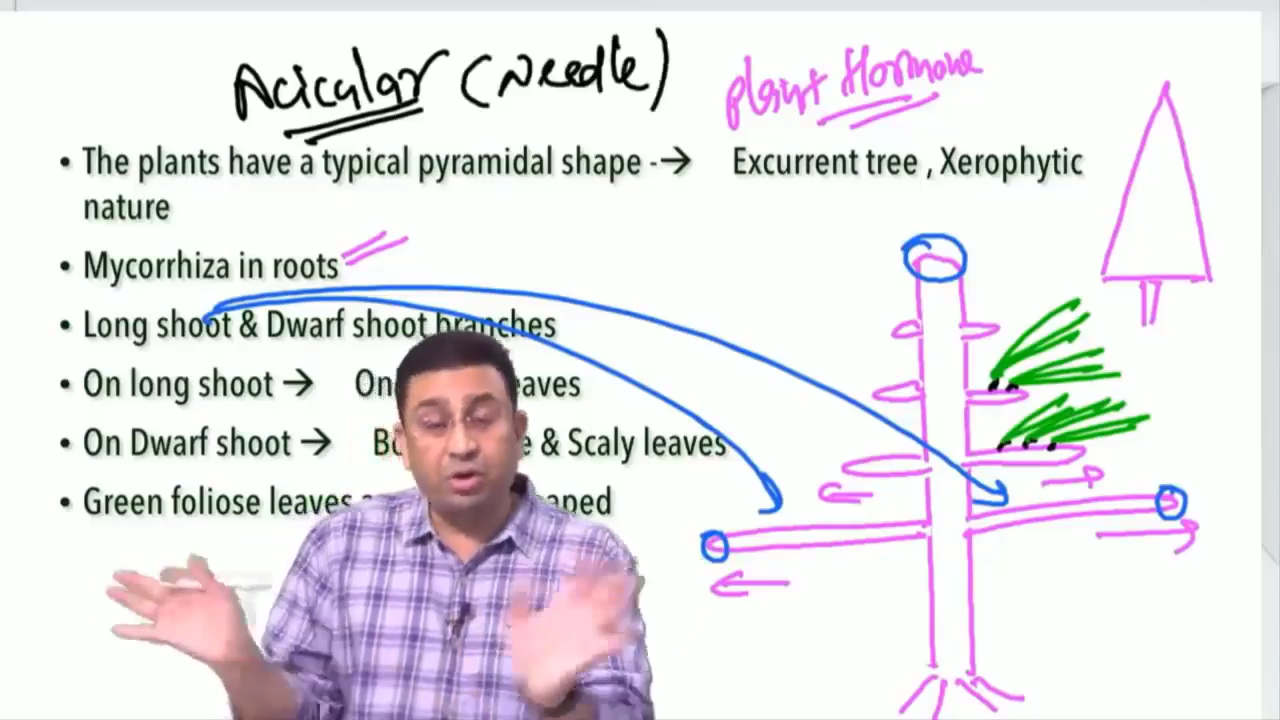 Acicular (Needle) Plant Hormone
• The plants have a typical pyramidal shape -→ Excurrent tree , Xerophytic
nature
• Mycorrhiza in roots
• Long shoot & Dwarf shoot branches
• On long shoot → eaves
• On Dwarf shoot → & Scaly leaves
• Green foliose leaves aped